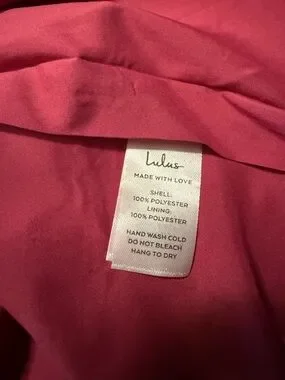 Lulus
MADE WITH LOVE
SHELL:
100% POLYESTER
LINING:
100% POLYESTER
HAND WASH COLD
DO NOT BLEACH
HANG TO DRY